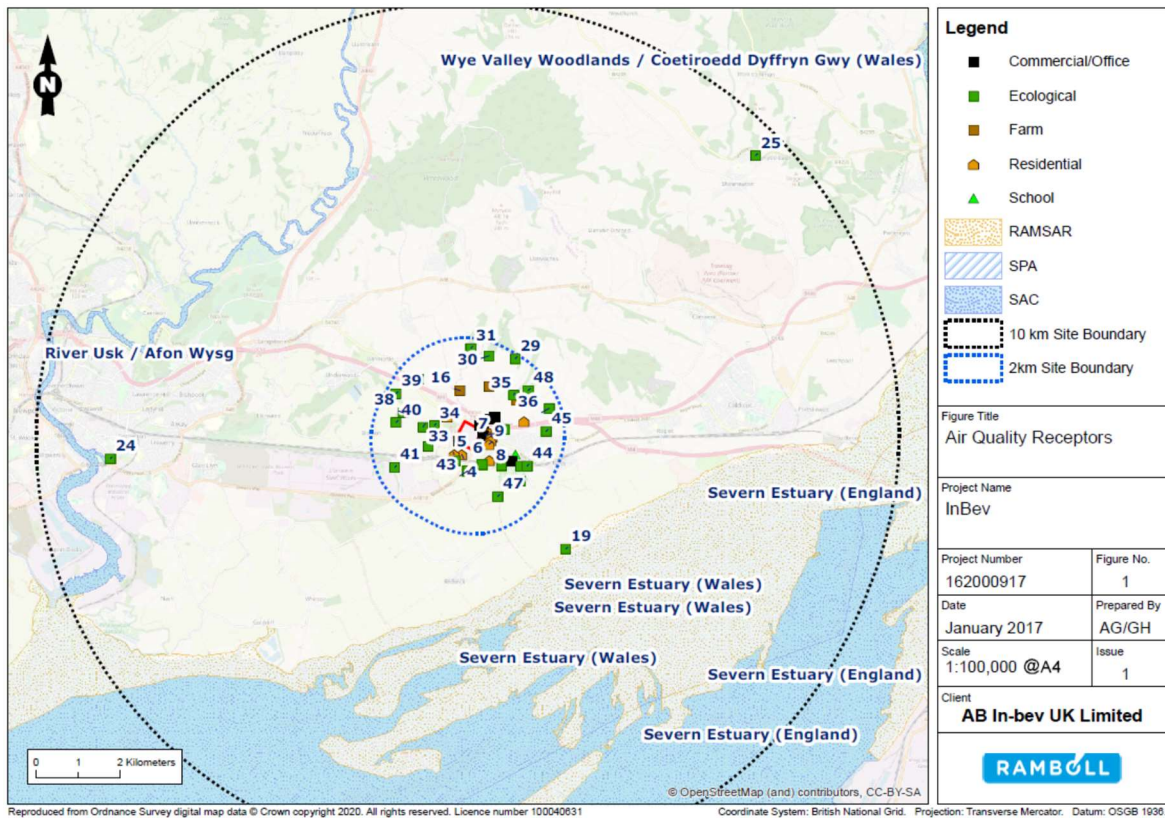 Wye Valley Woodlands / Coetiroedd Dyffryn Gwy (Wales)
N
25
31
30
29
River Usk / Afon Wysg
39
16
35
48
38
36
40
34
7
45
9
33
5
24
6
41
8
44
43
4
47
Severn Estuary (England)
19
Severn Estuary (Wales)
Severn Estuary (Wales)
Severn Estuary (Wales)
Severn Estuary (England)
Severn Estuary (England)
0 1 2 Kilometers
© OpenStreetMap (and) contributors, CC-BY-SA
Legend
Commercial/Office
Ecological
Farm
Residential
School
RAMSAR
SPA
SAC
10 km Site Boundary
2km Site Boundary
Figure Title
Air Quality Receptors
Project Name
InBev
Project Number
162000917
Figure No.
1
Date
January 2017
Prepared By
AG/GH
Scale
1:100,000 @A4
Issue
1
Client
AB In-bev UK Limited
RAMBOLL
Reproduced from Ordnance Survey digital map data © Crown copyright 2020. All rights reserved. Licence number 100040631
Coordinate System: British National Grid. Projection: Transverse Mercator. Datum: OSGB 1936